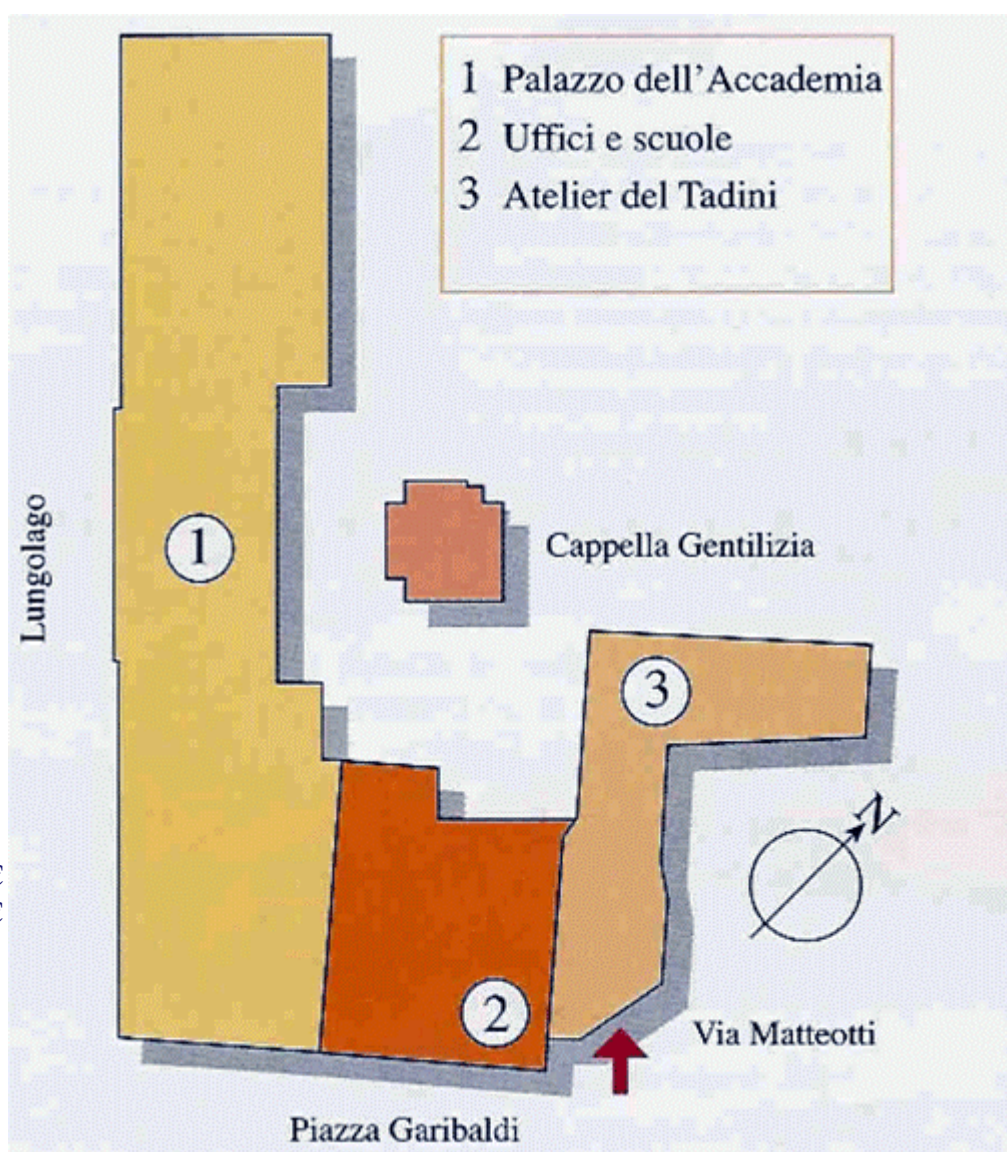 1 Palazzo dell'Accademia
2 Uffici e scuole
3 Atelier del Tadini
Lungolago
1
Cappella Gentilizia
3
N
2
Via Matteotti
Piazza Garibaldi